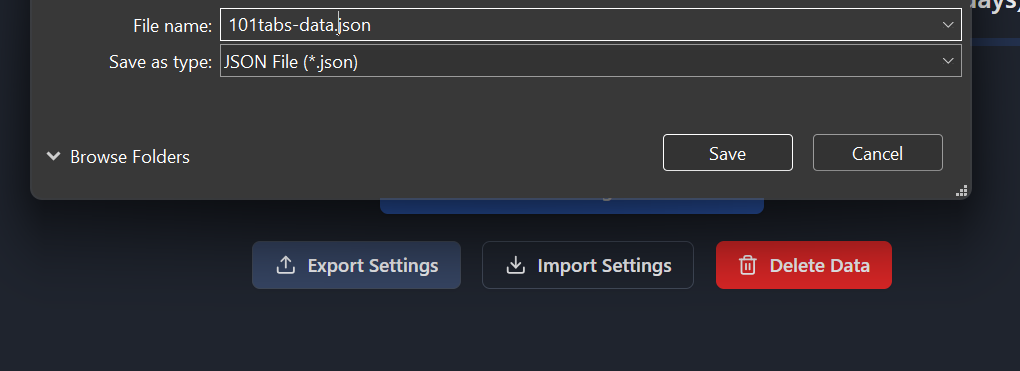 days)
File name: 101tabs-data.json
Save as type: JSON File (*.json)
Browse Folders Save Cancel
Export Settings Import Settings Delete Data